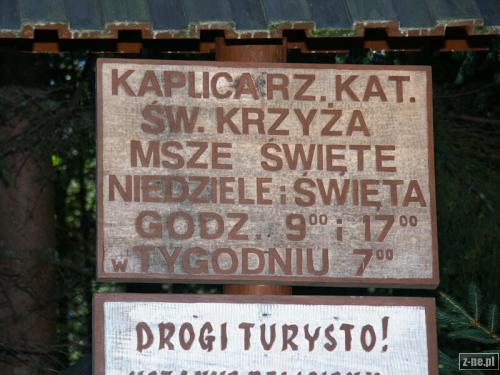 KAPLICA RZ. KAT.
ŚW. KRZYŻA
MSZE ŚWIĘTE
NIEDZIELE i ŚWIĘTA
GODZ. 9⁰⁰ i 17⁰⁰
w TYGODNIU 7⁰⁰
DROGI TURYSTO!
z-ne.pl